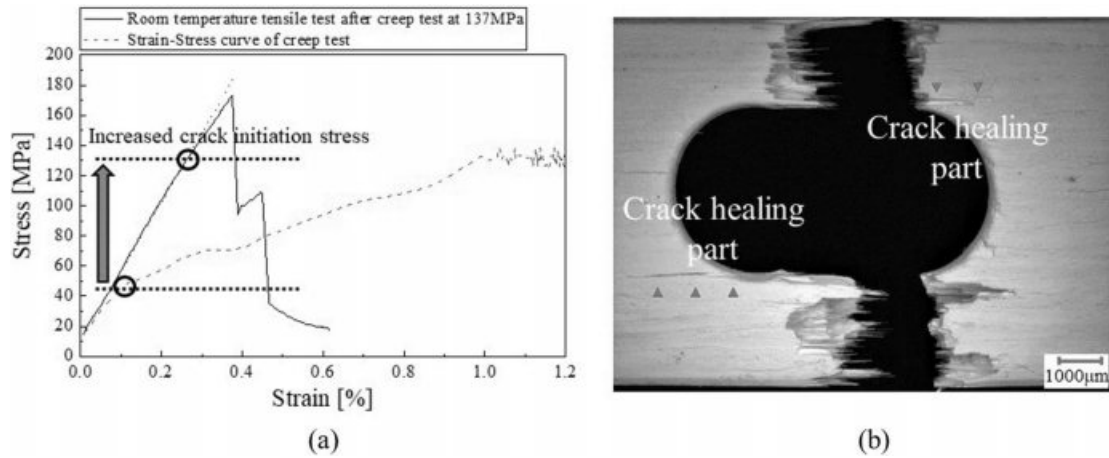 Room temperature tensile test after creep test at 137MPa
Strain-Stress curve of creep test
200
180
160
140
120
100
80
60
40
20
0
Stress [MPa]
Increased crack initiation stress
0.0
0.2
0.4
0.6
0.8
1.0
1.2
Strain [%]
(a)
Crack healing
part
Crack healing
part
1000μm
(b)